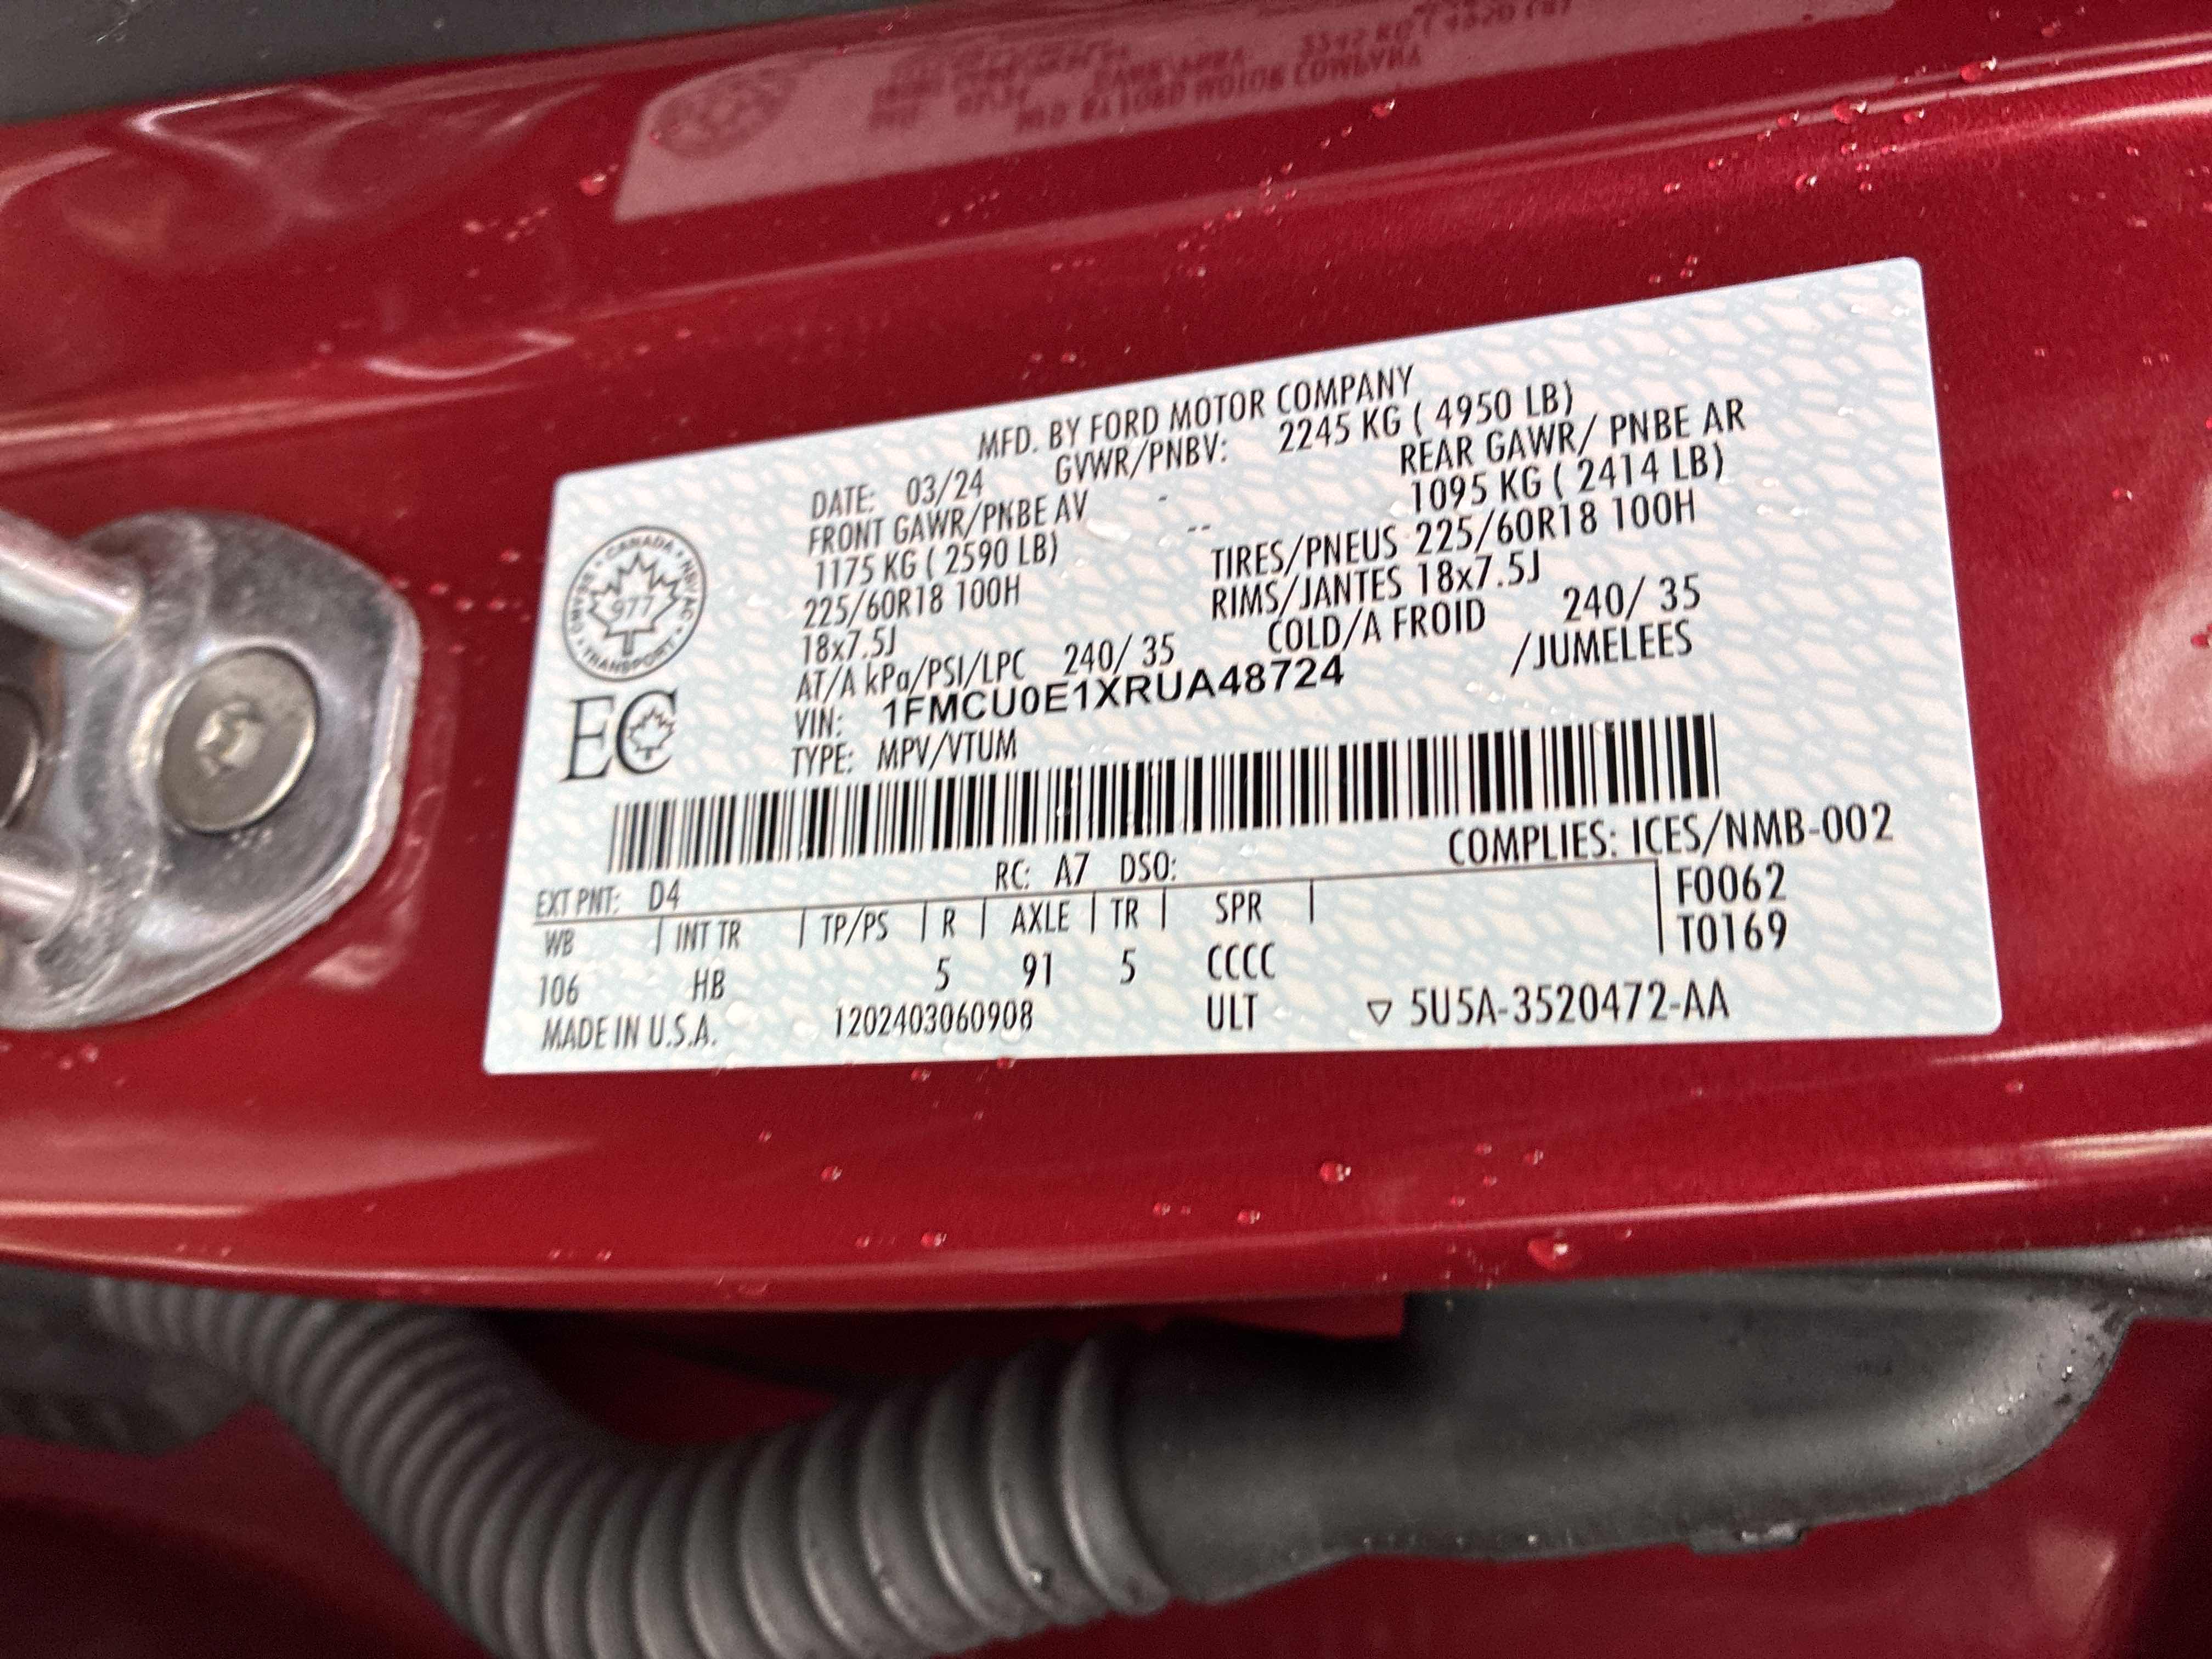 MFD. BY FORD MOTOR COMPANY
DATE: 03/24 GVWR/PNBV: 2245 KG ( 4950 LB)
FRONT GAWR/PNBE AV - -- REAR GAWR/ PNBE AR
1175 KG ( 2590 LB) 1095 KG ( 2414 LB)
225/60R18 100H TIRES/PNEUS 225/60R18 100H
18x7.5J RIMS/JANTES 18x7.5J
AT/A kPa/PSI/LPC 240/ 35 COLD/A FROID 240/ 35
VIN: 1FMCU0E1XRUA48724 /JUMELEES
TYPE: MPV/VTUM
CANADA
977
TRANSPORT
EC
COMPLIES: ICES/NMB-002
EXT PNT: D4 RC: A7 DSO: F0062
WB INT TR TP/PS R AXLE TR SPR T0169
106 HB 5 91 5 CCCC
MADE IN U.S.A. 1202403060908 ULT ▽ 5U5A-3520472-AA